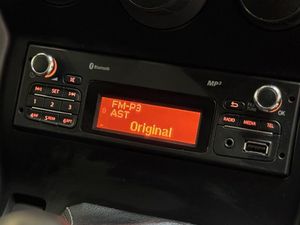 Bluetooth
MP3
FM-P3
AST
Original
SET
1 2 3
4 5 6
RADIO MEDIA TEL
OK